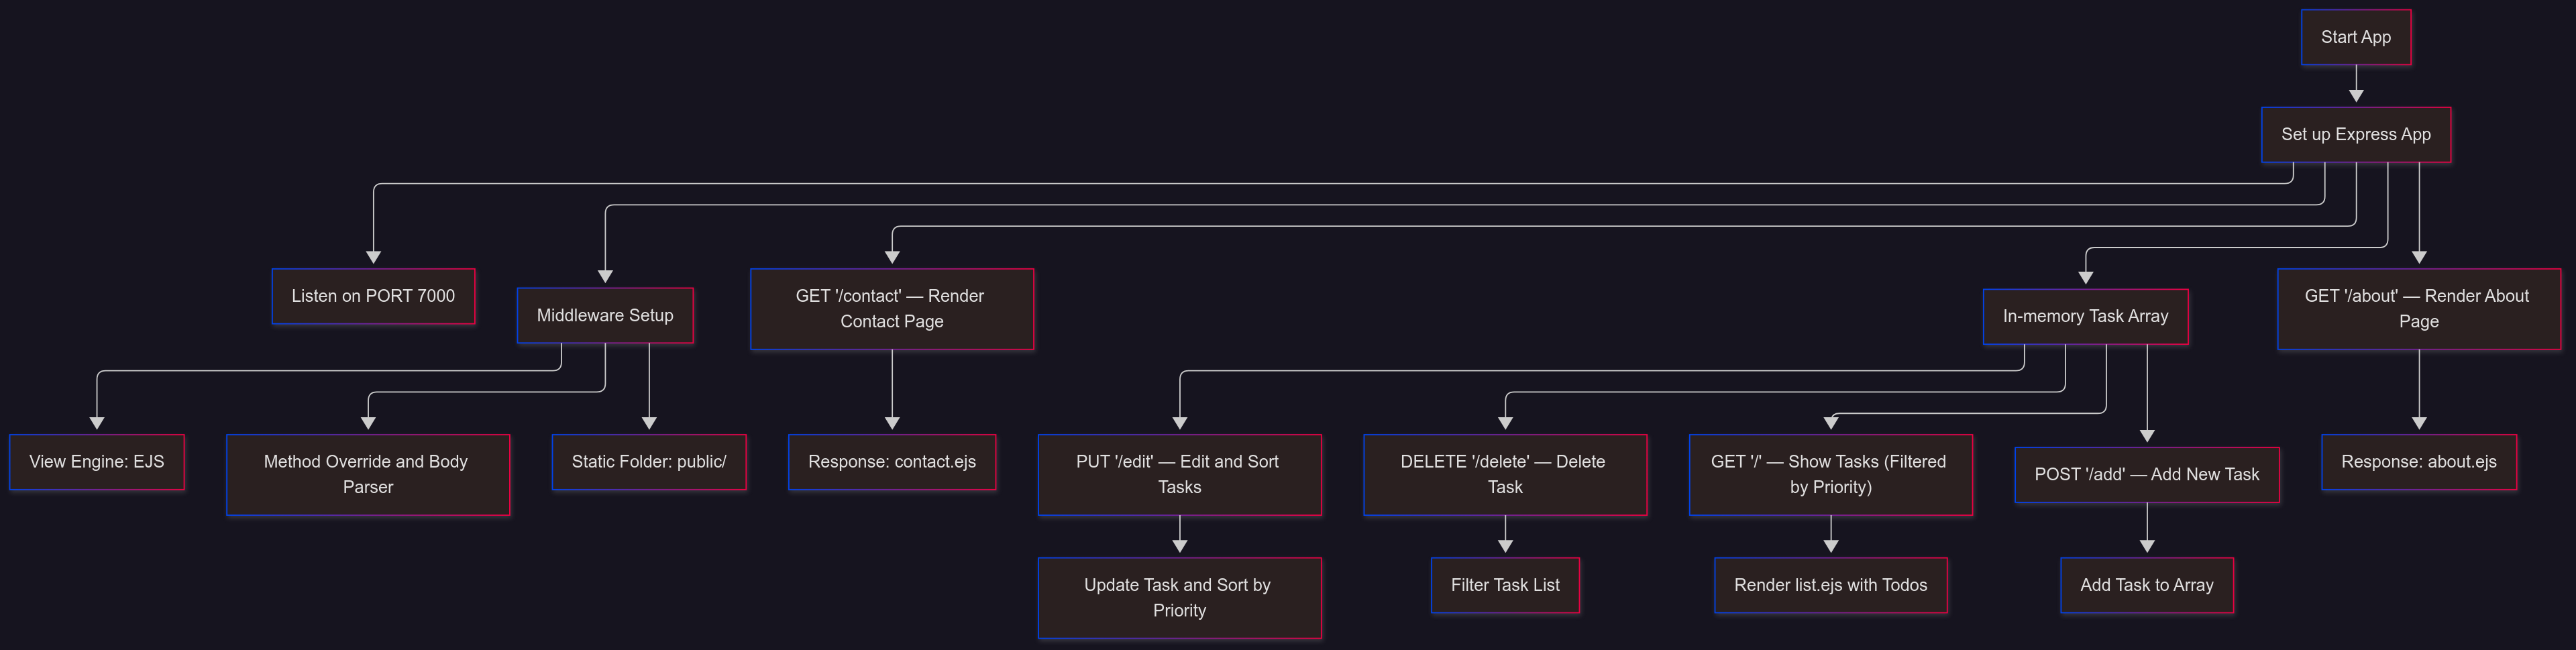 Start App
Set up Express App
Listen on PORT 7000
Middleware Setup
GET '/contact' — Render
Contact Page
In-memory Task Array
GET '/about' — Render About
Page
View Engine: EJS
Method Override and Body
Parser
Static Folder: public/
Response: contact.ejs
PUT '/edit' — Edit and Sort
Tasks
DELETE '/delete' — Delete
Task
GET '/' — Show Tasks (Filtered
by Priority)
POST '/add' — Add New Task
Response: about.ejs
Update Task and Sort by
Priority
Filter Task List
Render list.ejs with Todos
Add Task to Array